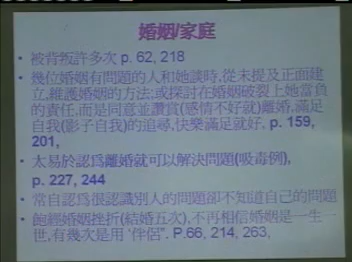 婚姻/家庭
• 被背叛許多次 p. 62, 218
• 幾位婚姻有問題的人和她談時,從未提及正面建
立,維護婚姻的方法;或探討在婚姻破裂上她當負
的責任,而是同意並讚賞(感情不好就)離婚,滿足
自我(影子自我)的追尋,快樂滿足就好, p. 159,
201,
• 太易於認爲離婚就可以解決問題(吸毒例),
p. 227, 244
• 常自認爲很認識別人的問題卻不知道自己的問題
• 飽經婚姻挫折(結婚五次),不再相信婚姻是一生一
世,有幾次是用 '伴侶". P.66, 214, 263,